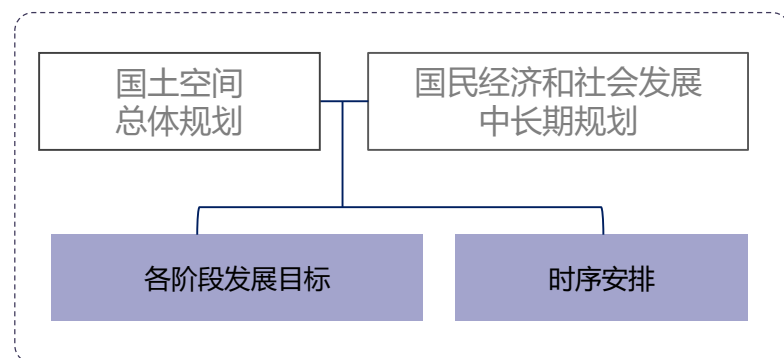 国土空间
总体规划
国民经济和社会发展
中长期规划
各阶段发展目标
时序安排